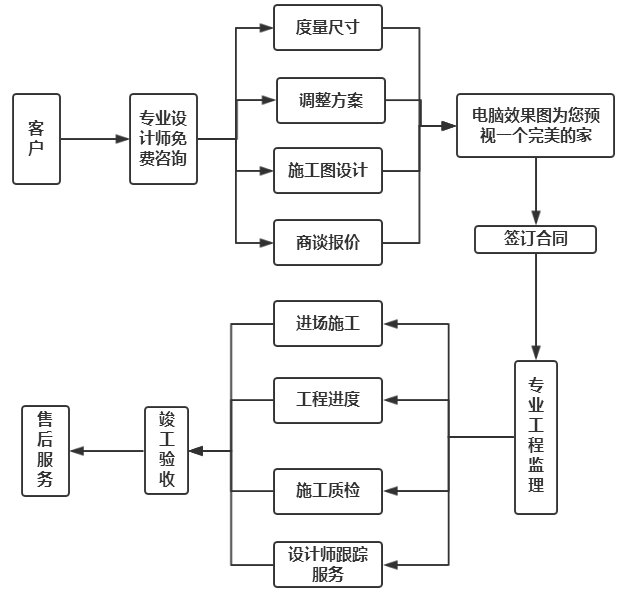 客
户
专业设
计师免
费咨询
度量尺寸
调整方案
施工图设计
商谈报价
电脑效果图为您预
视一个完美的家
签订合同
专
业
工
程
监
理
进场施工
工程进度
施工质检
设计师跟踪
服务
竣
工
验
收
售
后
服
务